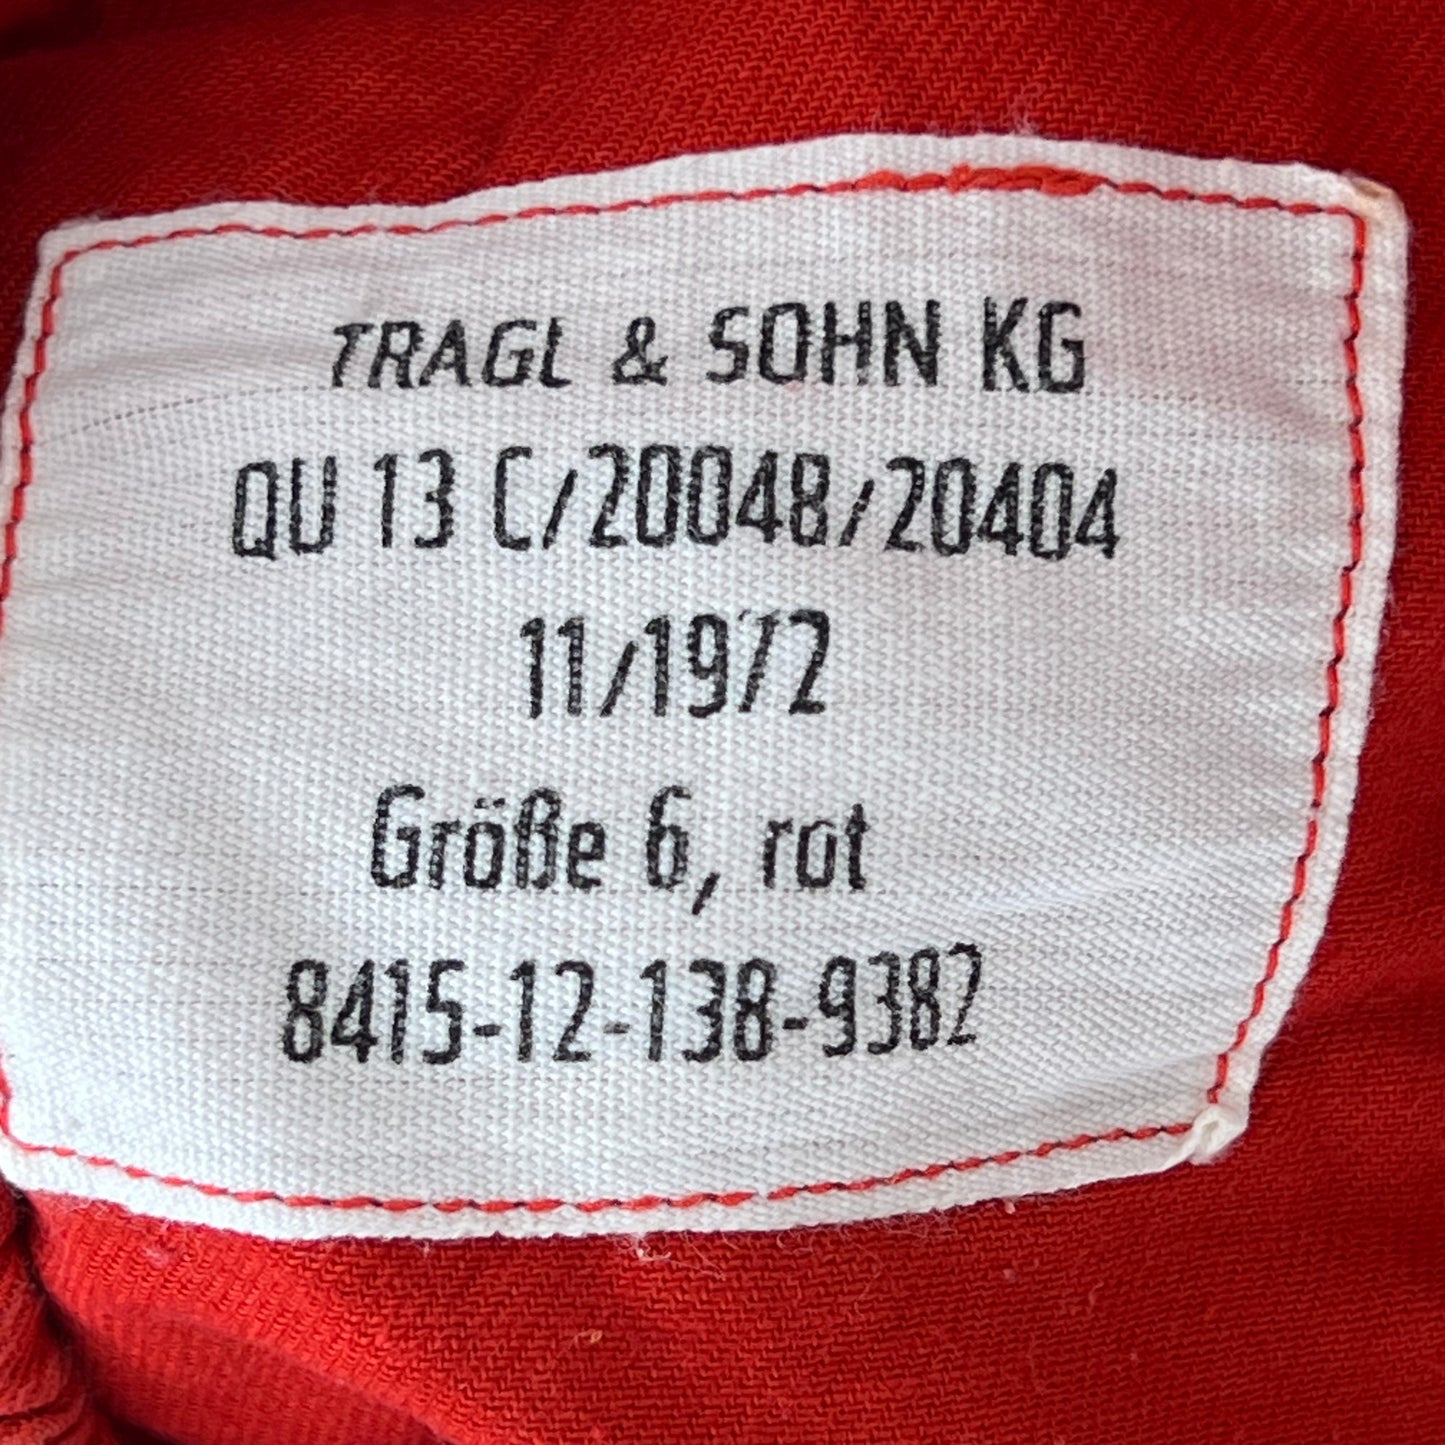 TRAGL & SOHN KG
QU 13 C/20048/20404
11/1972
Größe 6, rot
8415-12-138-9382